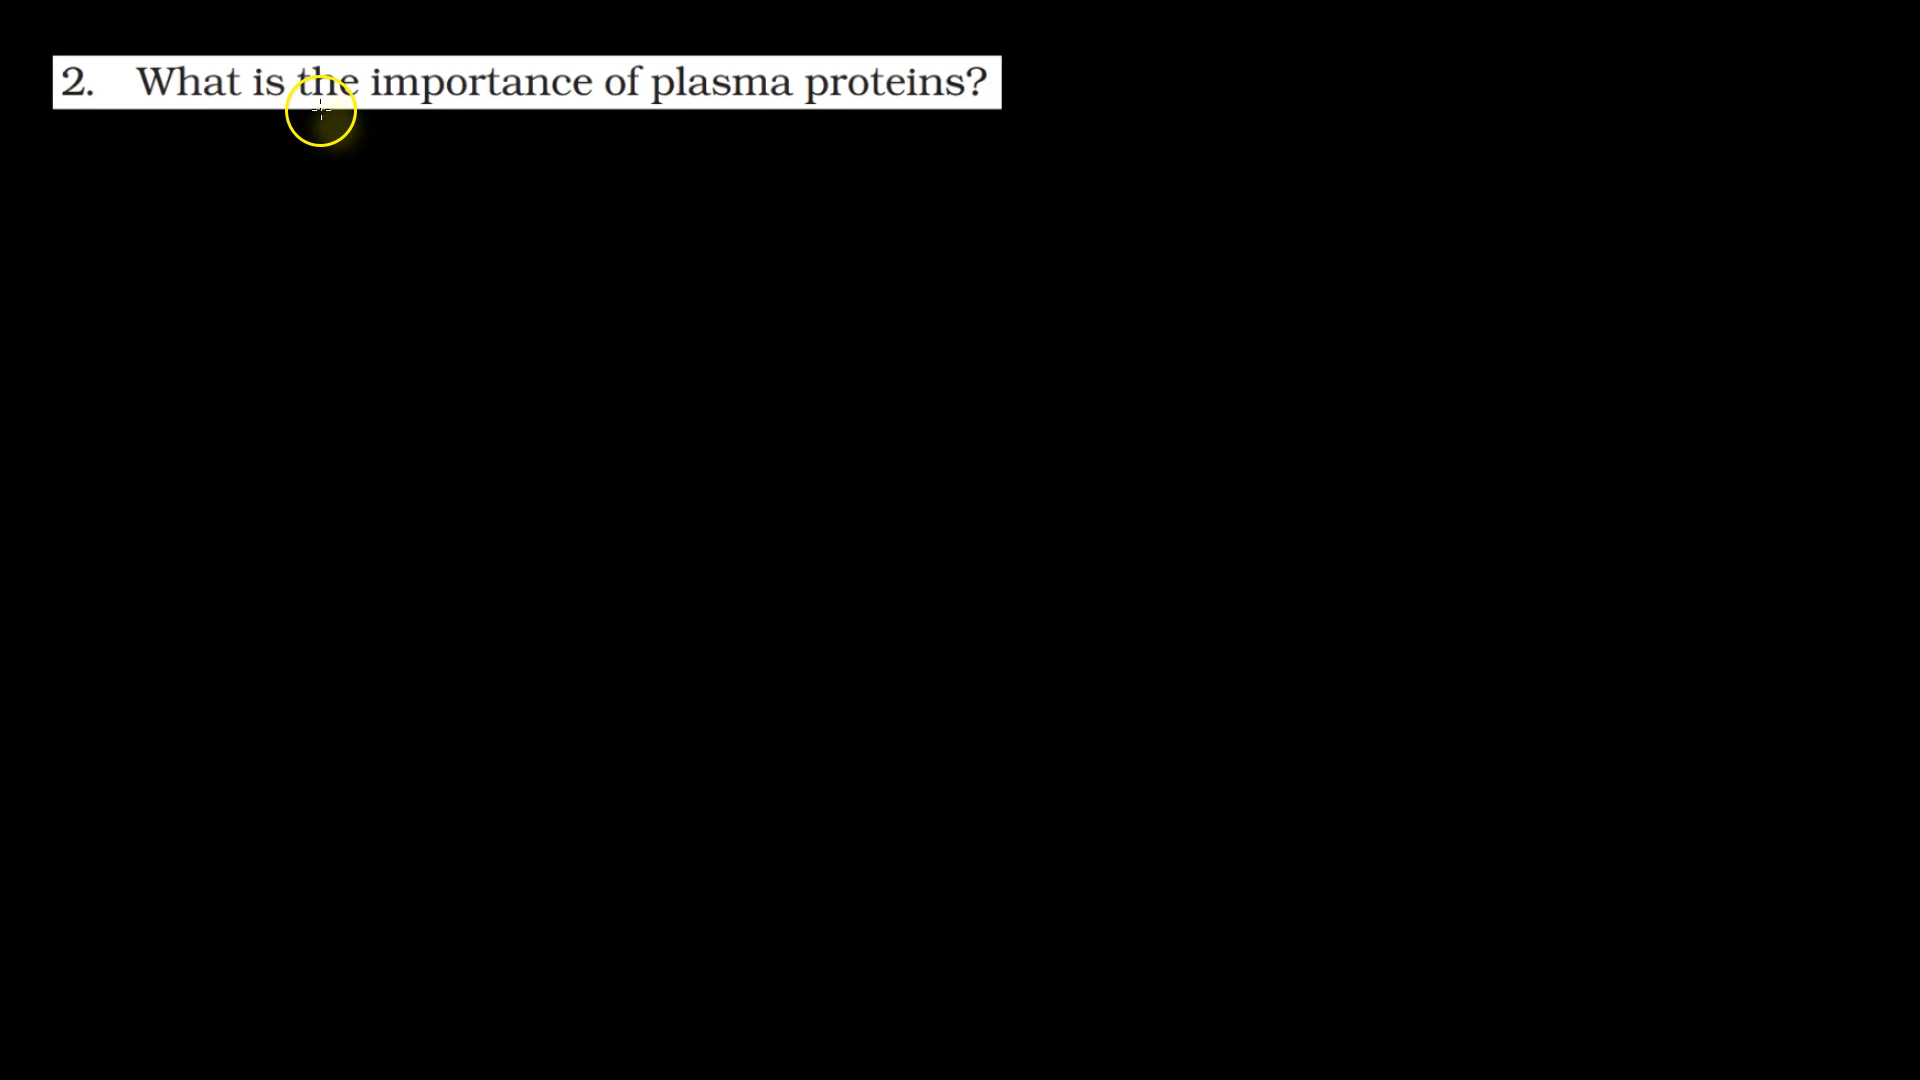 2. What is the importance of plasma proteins?